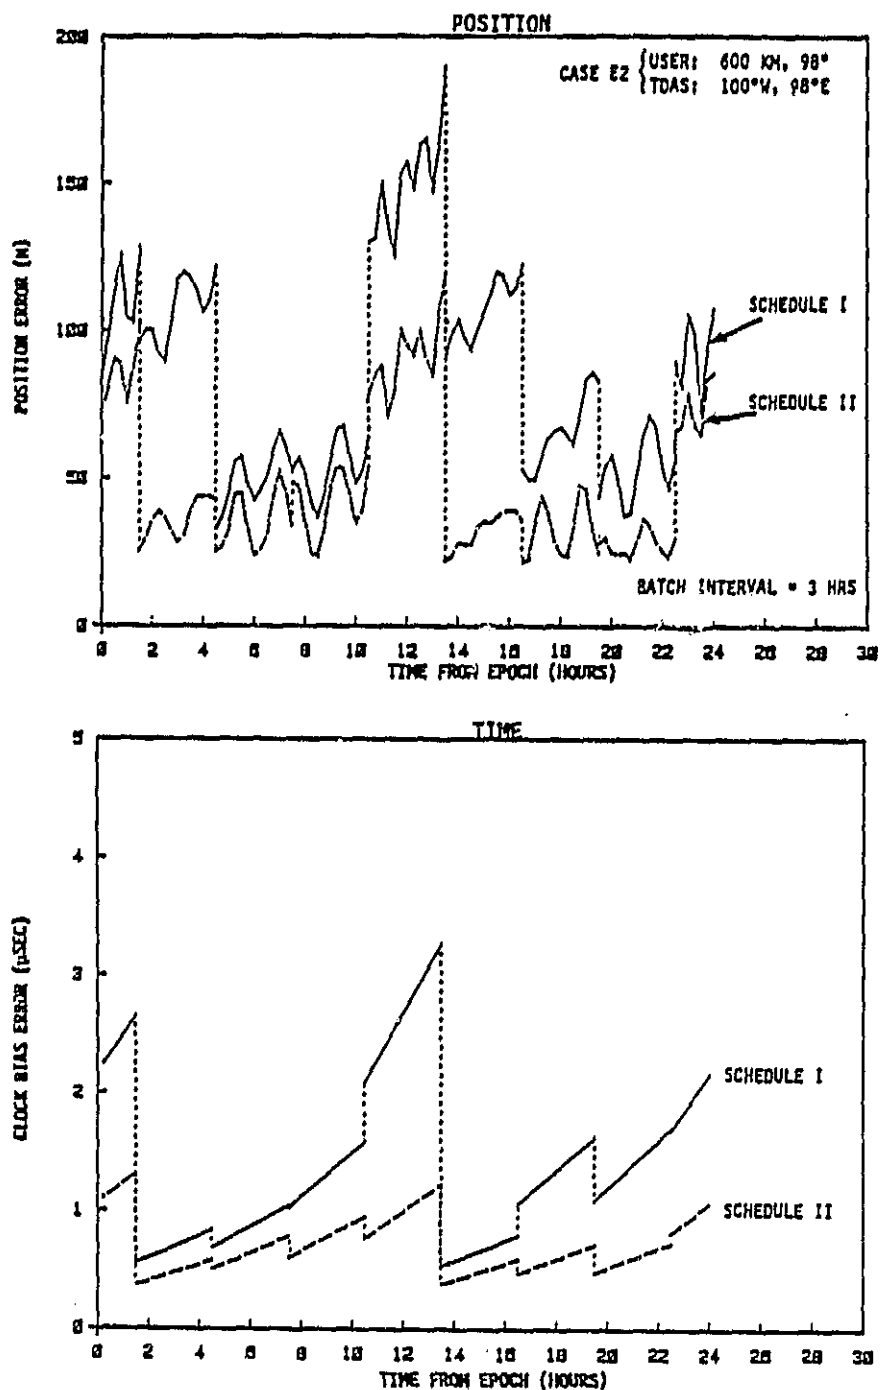 POSITION
CASE E2 { USER: 600 KM, 98°
TDAS: 100°W, 98°E
200
150
100
50
0
POSITION ERROR (M)
SCHEDULE I
SCHEDULE II
BATCH INTERVAL = 3 HRS
0 2 4 6 8 10 12 14 16 18 20 22 24 26 28 30
TIME FROM EPOCH (HOURS)
TIME
5
4
3
2
1
0
CLOCK BIAS ERROR (µSEC)
SCHEDULE I
SCHEDULE II
0 2 4 6 8 10 12 14 16 18 20 22 24 26 28 30
TIME FROM EPOCH (HOURS)